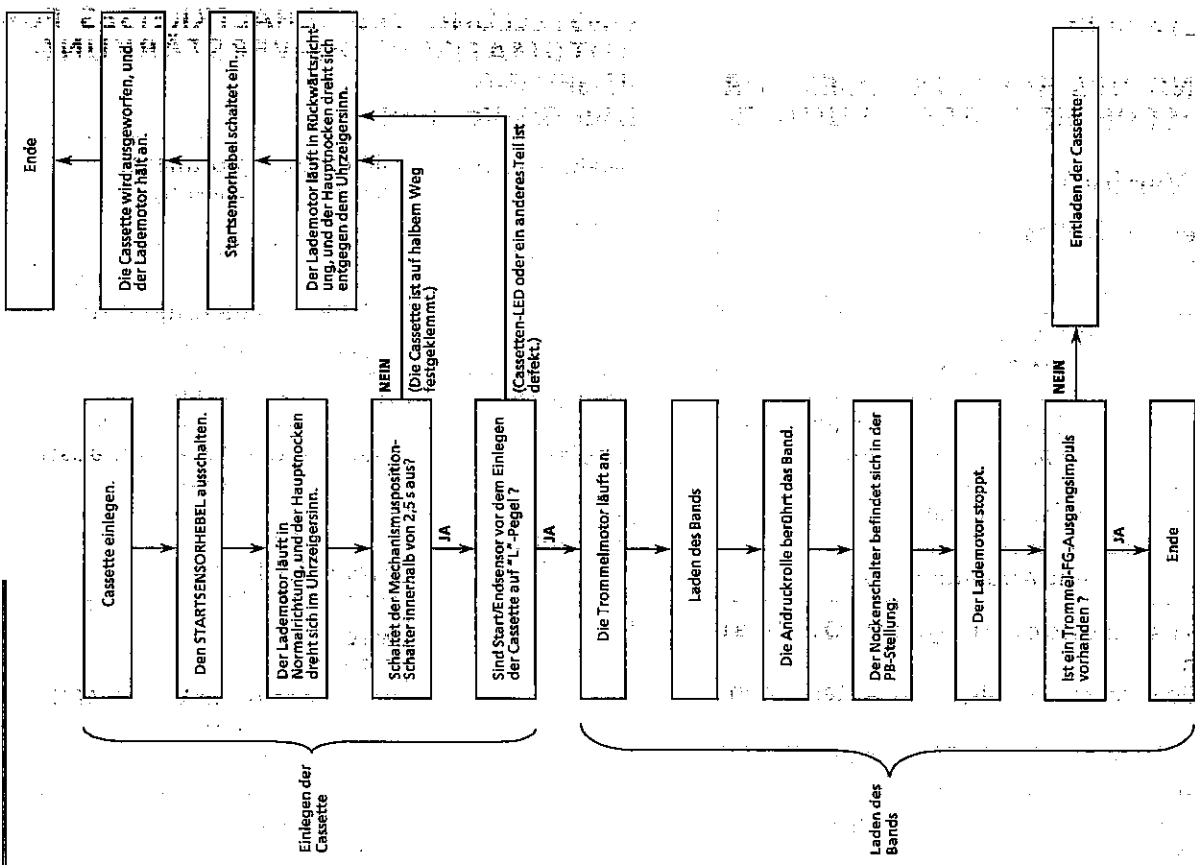 Einlegen der
Cassette
Cassette einlegen.
Den STARTSENSORHEBEL ausschalten.
Der Lademotor läuft in
Normalrichtung, und der Hauptnocken
dreht sich im Uhrzeigersinn.
Schaltet der Mechanismusposition-
Schalter innerhalb von 2,5 s aus?
NEIN
(Die Cassette ist auf halbem Weg
festgeklemmt.)
JA
Sind Start/Endsensor vor dem Einlegen
der Cassette auf "L"-Pegel ?
(Cassetten-LED oder ein anderes Teil ist
defekt.)
JA
Ende
Die Cassette wird ausgeworfen, und
der Lademotor hält an.
Startsensorhebel schaltet ein.
Der Lademotor läuft in Rückwärtsricht-
ung, und der Hauptnocken dreht sich
entgegen dem Uhrzeigersinn.
Laden des
Bands
Die Trommelmotor läuft an.
Laden des Bands
Die Andruckrolle berührt das Band.
Der Nockenschalter befindet sich in der
PB-Stellung.
Der Lademotor stoppt.
Ist ein Trommel-FG-Ausgangsimpuls
vorhanden ?
NEIN
Entladen der Cassette
JA
Ende